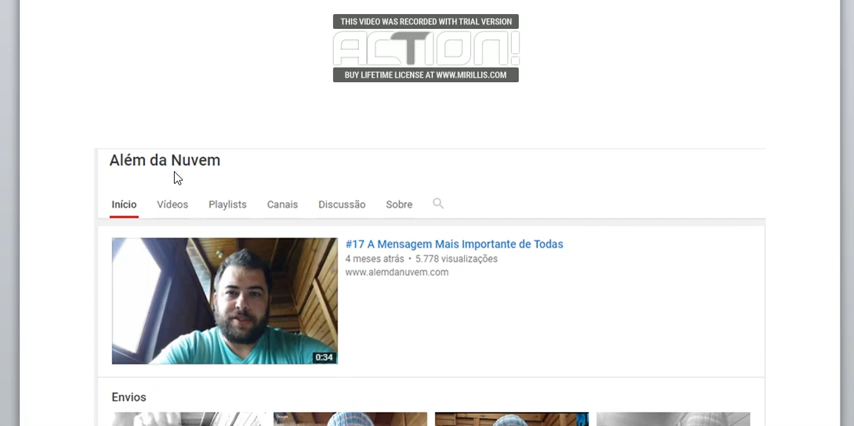 THIS VIDEO WAS RECORDED WITH TRIAL VERSION
ACTION!
BUY LIFETIME LICENSE AT WWW.MIRILLIS.COM
Além da Nuvem
Início Vídeos Playlists Canais Discussão Sobre
#17 A Mensagem Mais Importante de Todas
4 meses atrás • 5.778 visualizações
www.alemdanuvem.com
0:34
Envios